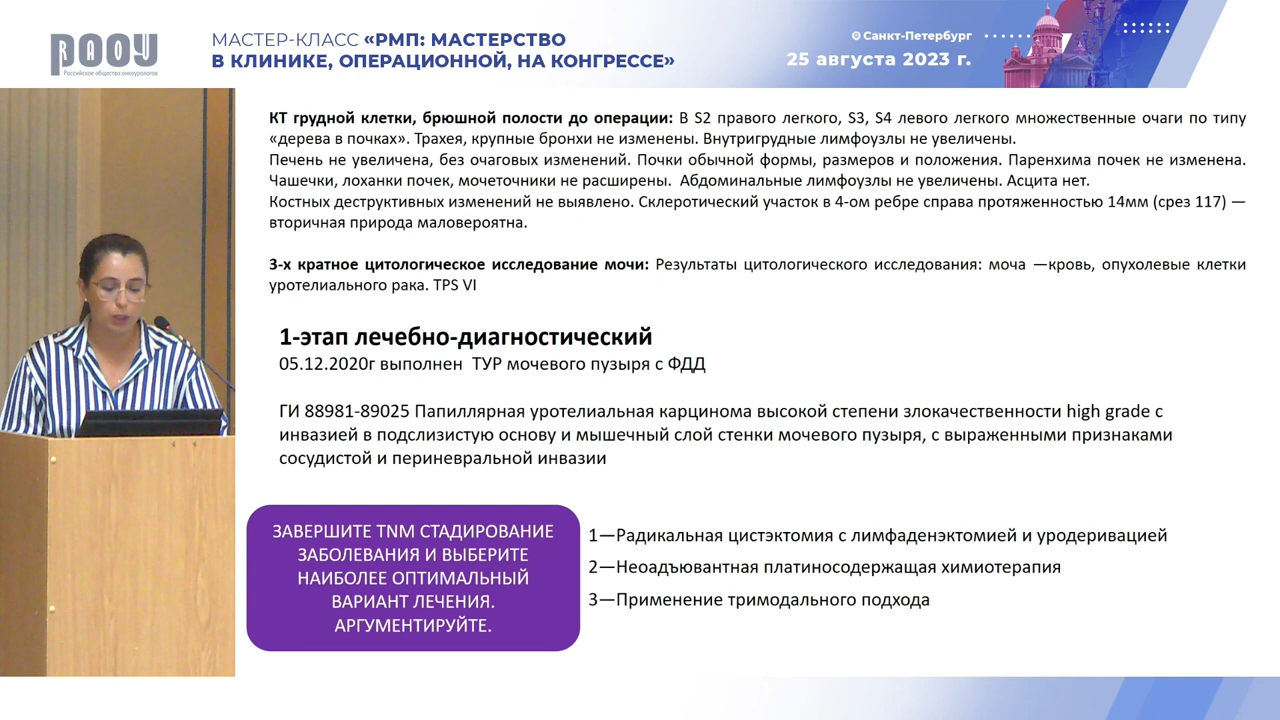 РАОУ
Российское общество онкоурологов
МАСТЕР-КЛАСС «РМП: МАСТЕРСТВО
В КЛИНИКЕ, ОПЕРАЦИОННОЙ, НА КОНГРЕССЕ»
Санкт-Петербург
25 августа 2023 г.
КТ грудной клетки, брюшной полости до операции: В S2 правого легкого, S3, S4 левого легкого множественные очаги по типу
«дерева в почках». Трахея, крупные бронхи не изменены. Внутригрудные лимфоузлы не увеличены.
Печень не увеличена, без очаговых изменений. Почки обычной формы, размеров и положения. Паренхима почек не изменена.
Чашечки, лоханки почек, мочеточники не расширены. Абдоминальные лимфоузлы не увеличены. Асцита нет.
Костных деструктивных изменений не выявлено. Склеротический участок в 4-ом ребре справа протяженностью 14мм (срез 117) —
вторичная природа маловероятна.
3-х кратное цитологическое исследование мочи: Результаты цитологического исследования: моча —кровь, опухолевые клетки
уротелиального рака. TPS VI
1-этап лечебно-диагностический
05.12.2020г выполнен ТУР мочевого пузыря с ФДД
ГИ 88981-89025 Папиллярная уротелиальная карцинома высокой степени злокачественности high grade с
инвазией в подслизистую основу и мышечный слой стенки мочевого пузыря, с выраженными признаками
сосудистой и периневральной инвазии
ЗАВЕРШИТЕ TNM СТАДИРОВАНИЕ
ЗАБОЛЕВАНИЯ И ВЫБЕРИТЕ
НАИБОЛЕЕ ОПТИМАЛЬНЫЙ
ВАРИАНТ ЛЕЧЕНИЯ.
АРГУМЕНТИРУЙТЕ.
1—Радикальная цистэктомия с лимфаденэктомией и уродеривацией
2—Неоадъювантная платиносодержащая химиотерапия
3—Применение тримодального подхода